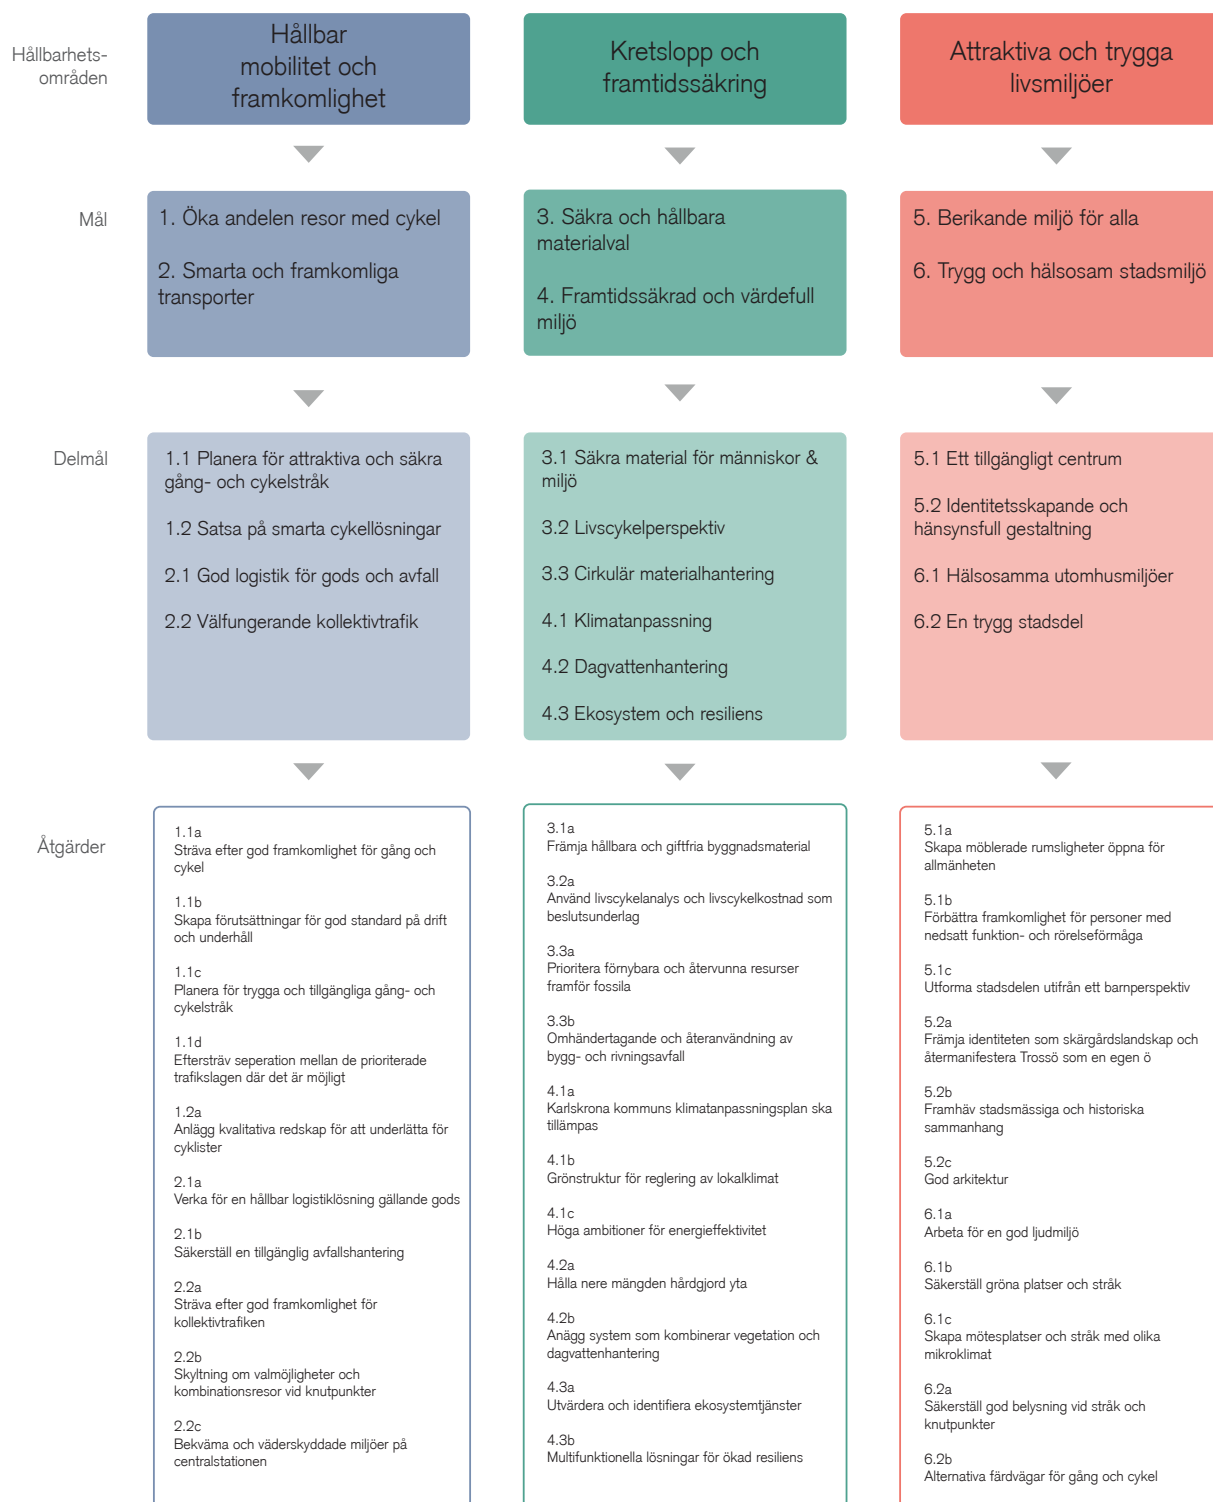 Hållbarhets-
områden
Hållbar
mobilitet och
framkomlighet
Kretslopp och
framtidssäkring
Attraktiva och trygga
livsmiljöer
Mål
1. Öka andelen resor med cykel
2. Smarta och framkomliga
transporter
3. Säkra och hållbara
materialval
4. Framtidssäkrad och värdefull
miljö
5. Berikande miljö för alla
6. Trygg och hälsosam stadsmiljö
Delmål
1.1 Planera för attraktiva och säkra
gång- och cykelstråk
1.2 Satsa på smarta cykellösningar
2.1 God logistik för gods och avfall
2.2 Välfungerande kollektivtrafik
3.1 Säkra material för människor &
miljö
3.2 Livscykelperspektiv
3.3 Cirkulär materialhantering
4.1 Klimatanpassning
4.2 Dagvattenhantering
4.3 Ekosystem och resiliens
5.1 Ett tillgängligt centrum
5.2 Identitetsskapande och
hänsynsfull gestaltning
6.1 Hälsosamma utomhusmiljöer
6.2 En trygg stadsdel
Åtgärder
1.1a
Sträva efter god framkomlighet för gång och
cykel
1.1b
Skapa förutsättningar för god standard på drift
och underhåll
1.1c
Planera för trygga och tillgängliga gång- och
cykelstråk
1.1d
Eftersträv seperation mellan de prioriterade
trafikslagen där det är möjligt
1.2a
Anlägg kvalitativa redskap för att underlätta för
cyklister
2.1a
Verka för en hållbar logistiklösning gällande gods
2.1b
Säkerställ en tillgänglig avfallshantering
2.2a
Sträva efter god framkomlighet för
kollektivtrafiken
2.2b
Skyltning om valmöjligheter och
kombinationsresor vid knutpunkter
2.2c
Bekväma och väderskyddade miljöer på
centralstationen
3.1a
Främja hållbara och giftfria byggnadsmaterial
3.2a
Använd livscykelanalys och livscykelkostnad som
beslutsunderlag
3.3a
Prioritera förnybara och återvunna resurser
framför fossila
3.3b
Omhändertagande och återanvändning av
bygg- och rivningsavfall
4.1a
Karlskrona kommuns klimatanpassningsplan ska
tillämpas
4.1b
Grönstruktur för reglering av lokalklimat
4.1c
Höga ambitioner för energieffektivitet
4.2a
Hålla nere mängden hårdgjord yta
4.2b
Anägg system som kombinerar vegetation och
dagvattenhantering
4.3a
Utvärdera och identifiera ekosystemtjänster
4.3b
Multifunktionella lösningar för ökad resiliens
5.1a
Skapa möblerade rumsligheter öppna för
allmänheten
5.1b
Förbättra framkomlighet för personer med
nedsatt funktion- och rörelseförmåga
5.1c
Utforma stadsdelen utifrån ett barnperspektiv
5.2a
Främja identiteten som skärgårdslandskap och
återmanifestera Trossö som en egen ö
5.2b
Framhäv stadsmässiga och historiska
sammanhang
5.2c
God arkitektur
6.1a
Arbeta för en god ljudmiljö
6.1b
Säkerställ gröna platser och stråk
6.1c
Skapa mötesplatser och stråk med olika
mikroklimat
6.2a
Säkerställ god belysning vid stråk och
knutpunkter
6.2b
Alternativa färdvägar för gång och cykel